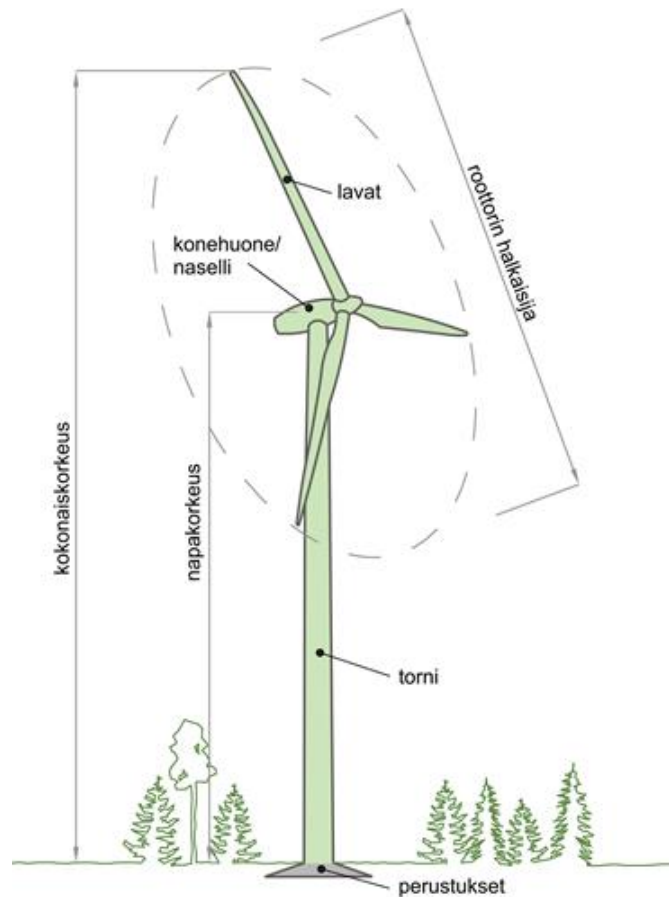 lavat
konehuone/
naselli
roottorin halkaisija
kokonaiskorkeus
napakorkeus
torni
perustukset